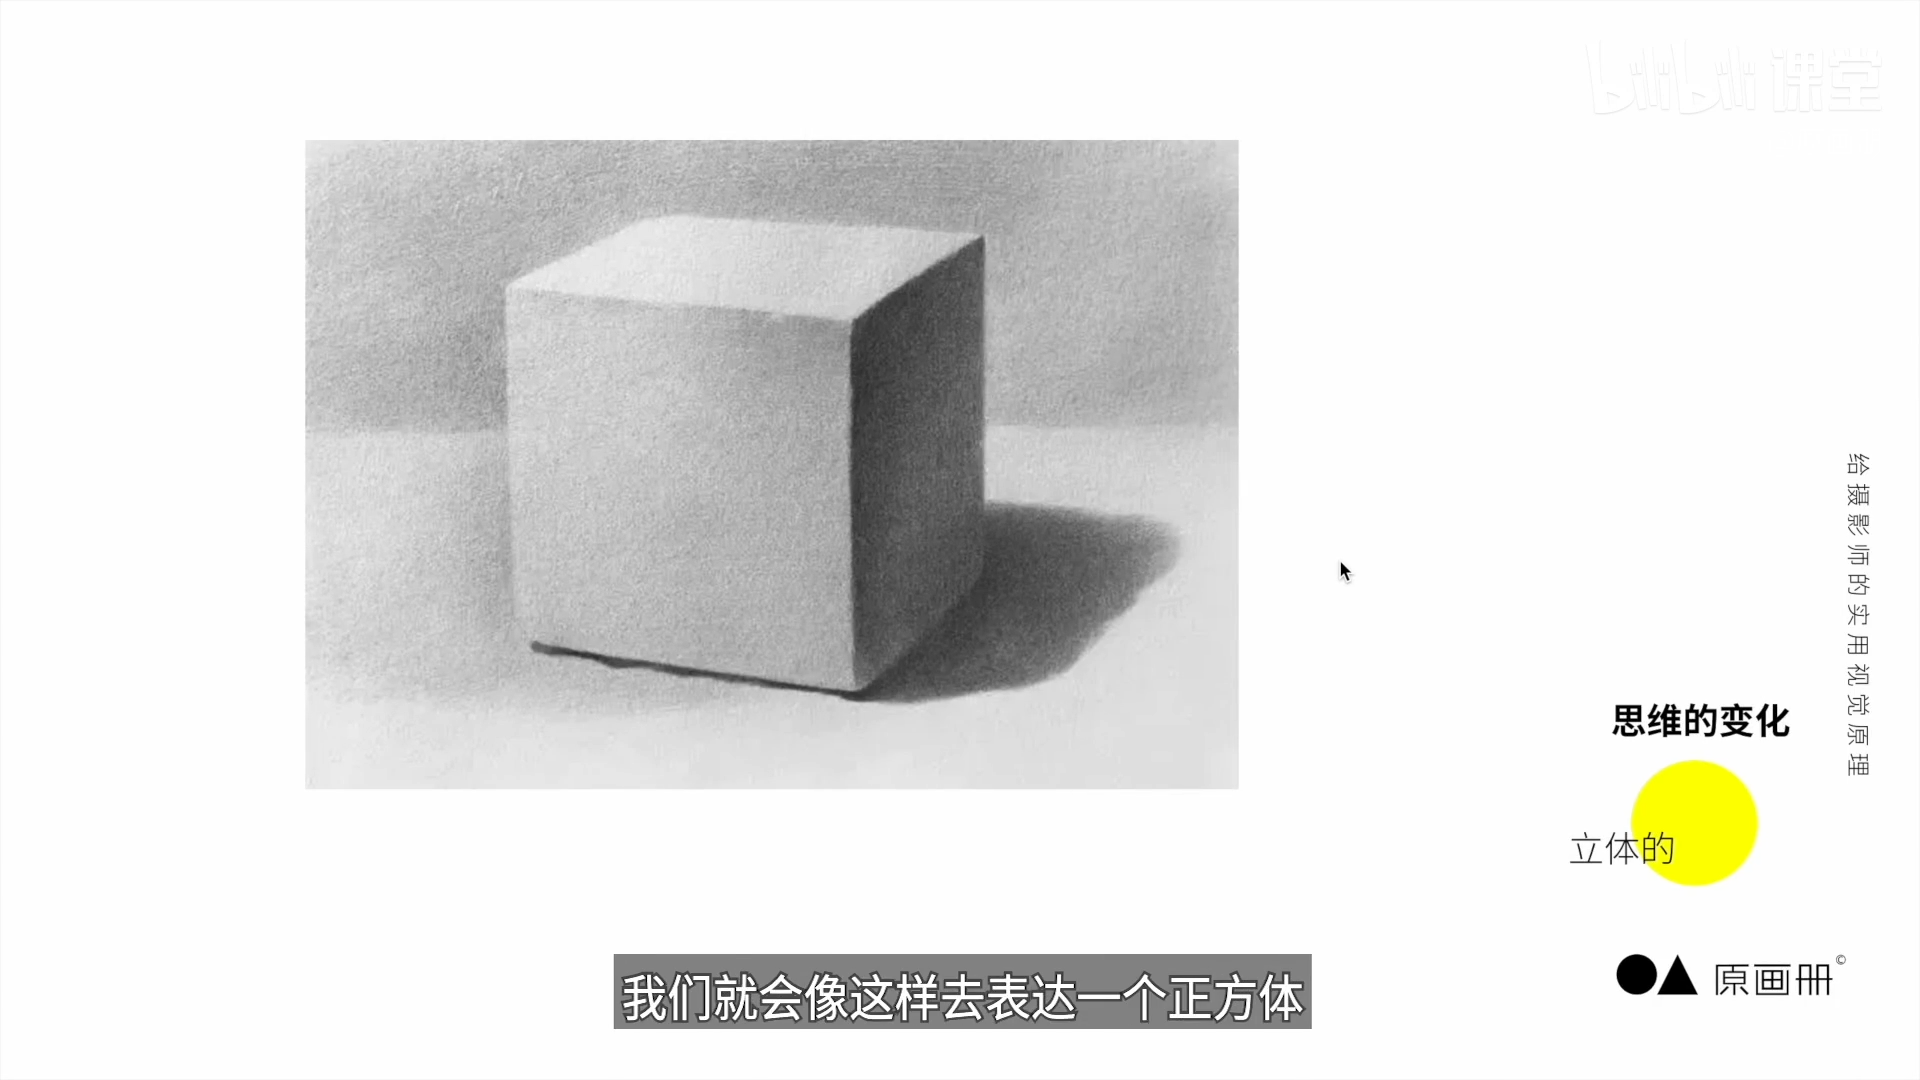 bilibili 课堂
给摄影师的实用视觉原理
思维的变化
立体的
原画册©
我们就会像这样去表达一个正方体